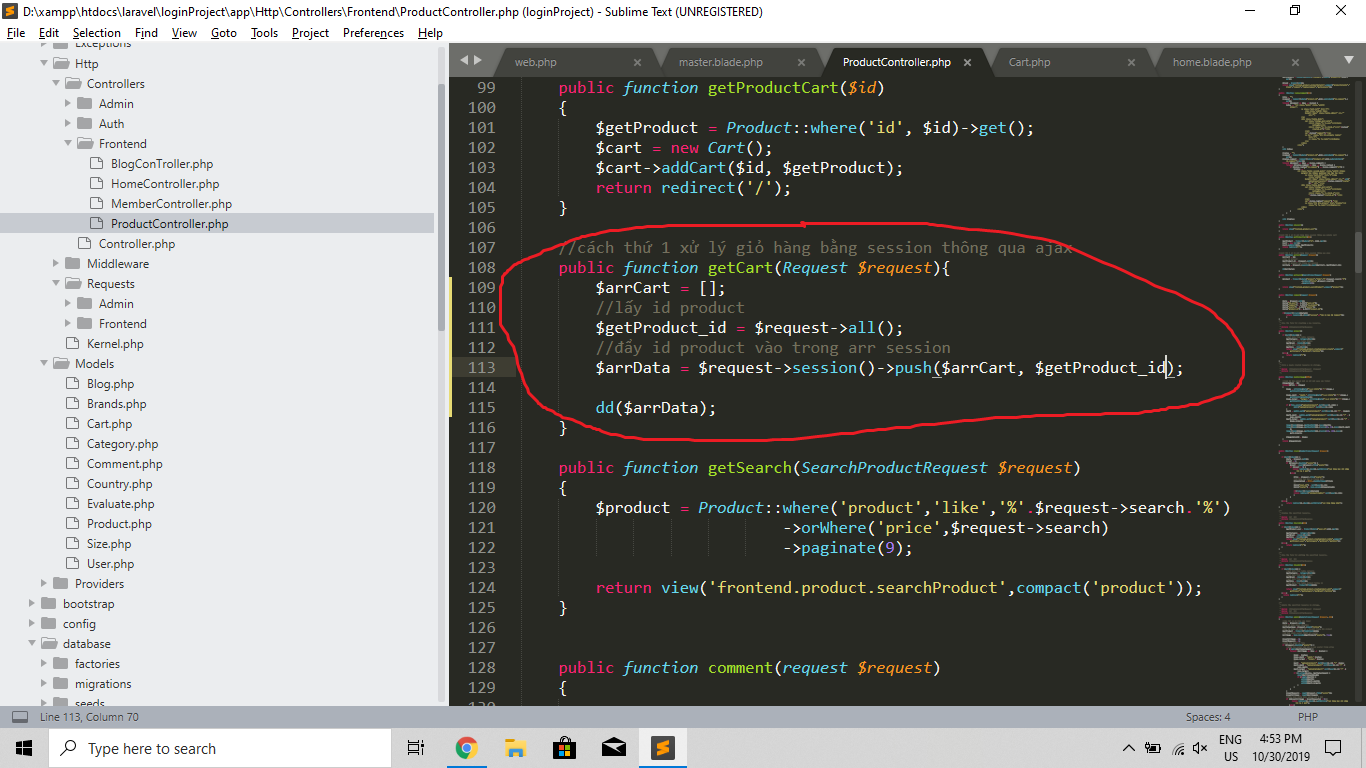 D:\xampp\htdocs\laravel\loginProject\app\Http\Controllers\Frontend\ProductController.php (loginProject) - Sublime Text (UNREGISTERED)
File Edit Selection Find View Goto Tools Project Preferences Help
Exceptions
Http
Controllers
Admin
Auth
Frontend
BlogConTroller.php
HomeController.php
MemberController.php
ProductController.php
Controller.php
Middleware
Requests
Admin
Frontend
Kernel.php
Models
Blog.php
Brands.php
Cart.php
Category.php
Comment.php
Country.php
Evaluate.php
Product.php
Size.php
User.php
Providers
bootstrap
config
database
factories
migrations
seeds
web.php master.blade.php ProductController.php Cart.php home.blade.php
99 public function getProductCart($id)
100 {
101 $getProduct = Product::where('id', $id)->get();
102 $cart = new Cart();
103 $cart->addCart($id, $getProduct);
104 return redirect('/');
105 }
106
107 //cách thứ 1 xử lý giỏ hàng bằng session thông qua ajax
108 public function getCart(Request $request){
109 $arrCart = [];
110 //lấy id product
111 $getProduct_id = $request->all();
112 //đẩy id product vào trong arr session
113 $arrData = $request->session()->push($arrCart, $getProduct_id);
114
115 dd($arrData);
116 }
117
118 public function getSearch(SearchProductRequest $request)
119 {
120 $product = Product::where('product','like','%'.$request->search.'%')
121 ->orWhere('price',$request->search)
122 ->paginate(9);
123
124 return view('frontend.product.searchProduct',compact('product'));
125 }
126
127
128 public function comment(request $request)
129 {
Line 113, Column 70 Spaces: 4 PHP
Type here to search
ENG
US
4:53 PM
10/30/2019